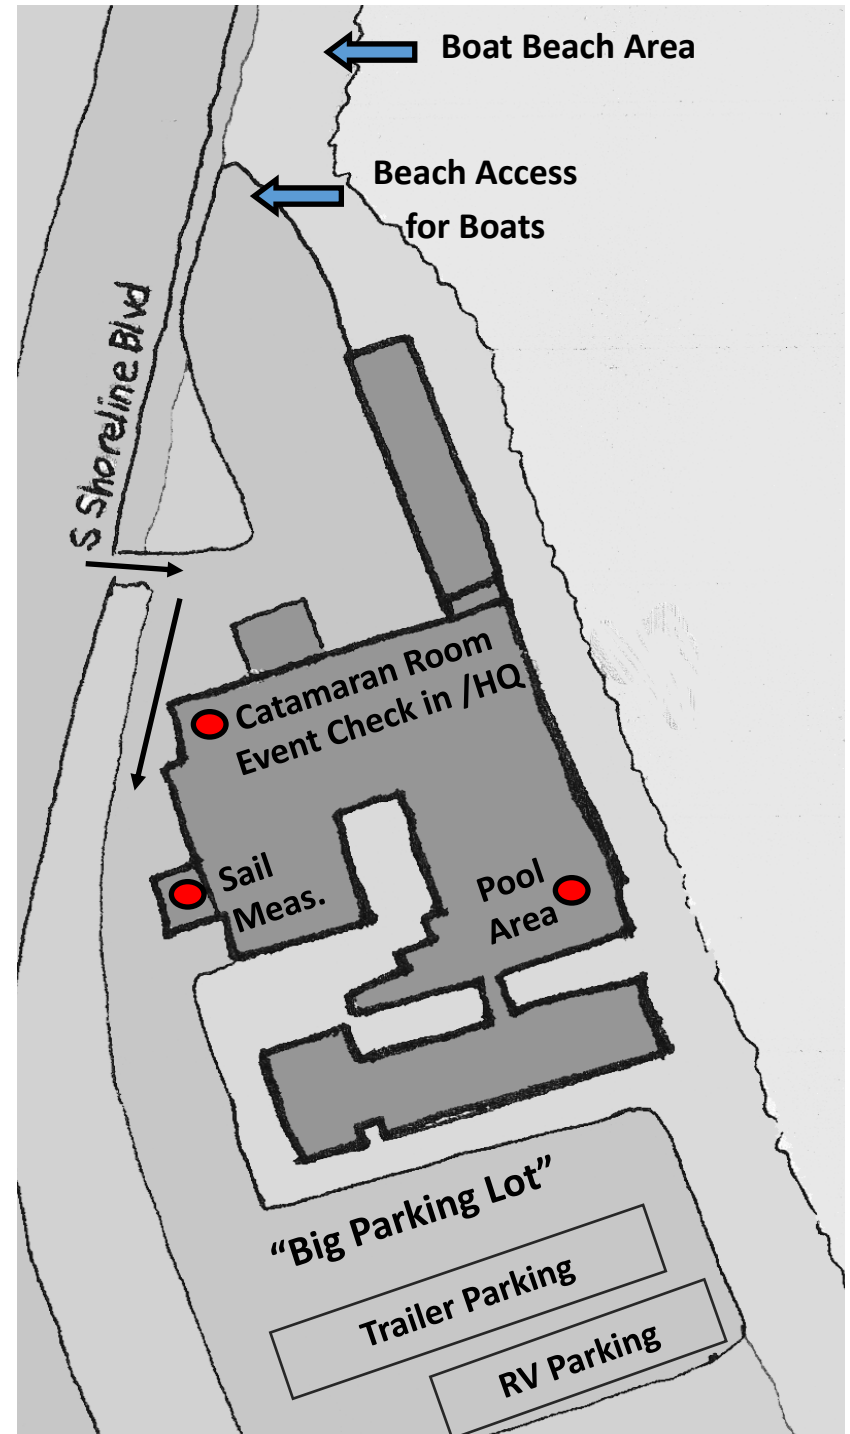 Boat Beach Area
Beach Access
for Boats
S Shoreline Blvd
Catamaran Room
Event Check in /HQ
Sail
Meas.
Pool
Area
“Big Parking Lot”
Trailer Parking
RV Parking